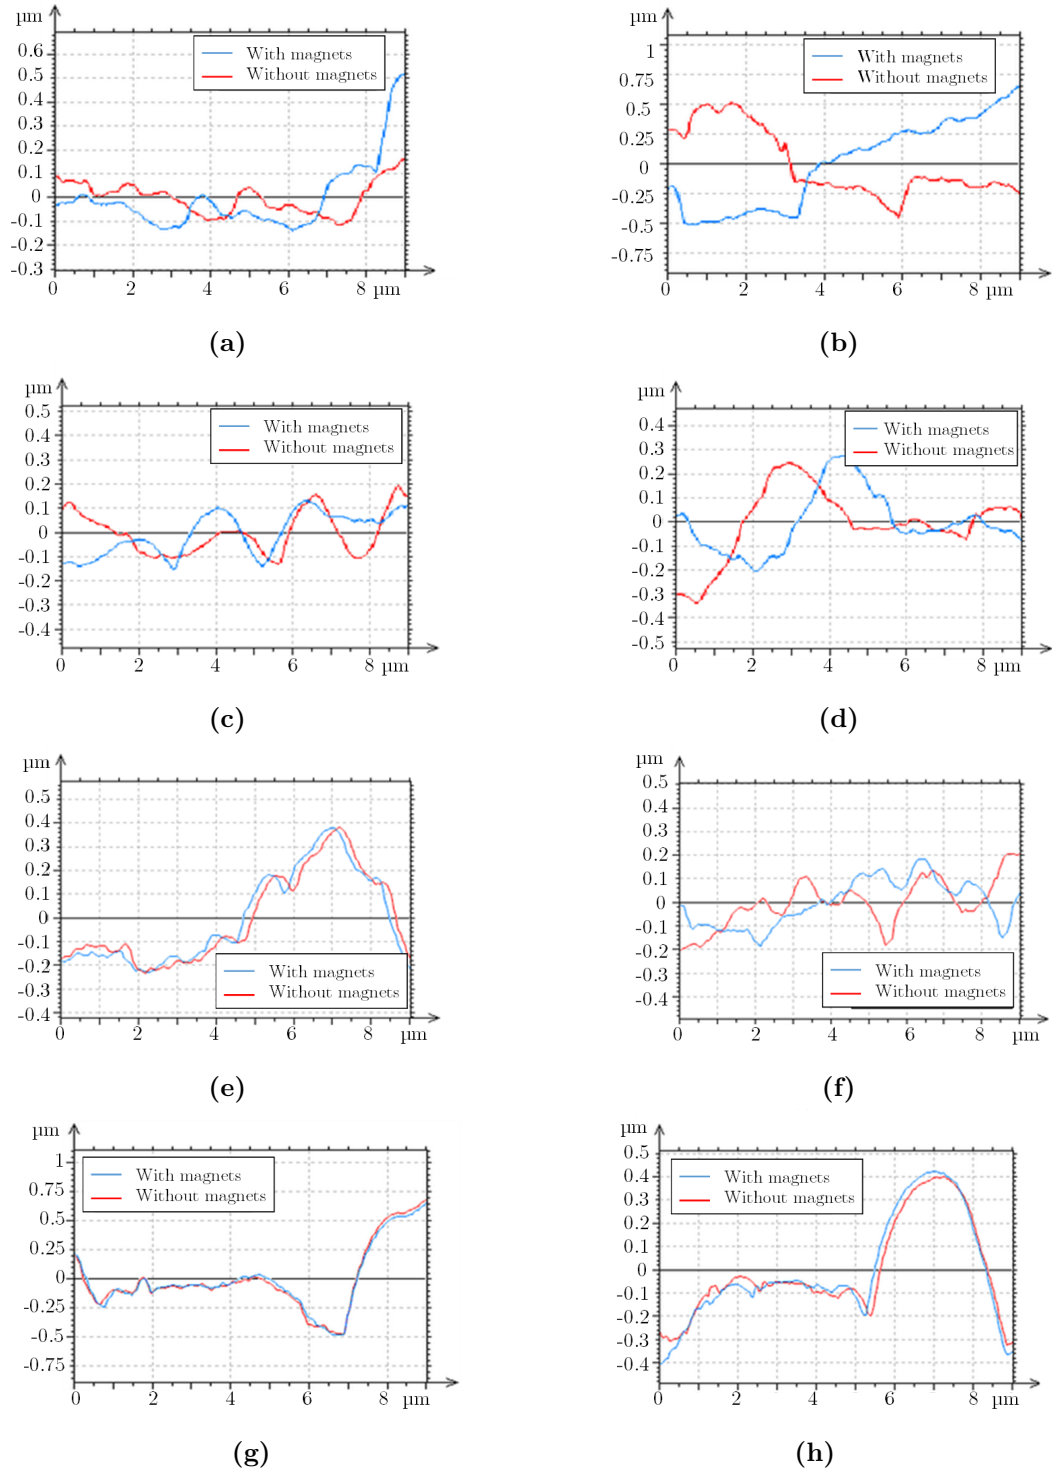 µm
0.6
0.5
0.4
0.3
0.2
0.1
0
-0.1
-0.2
-0.3
0 2 4 6 8 µm
With magnets
Without magnets
(a)
µm
1
0.75
0.5
0.25
0
-0.25
-0.5
-0.75
0 2 4 6 8 µm
With magnets
Without magnets
(b)
µm
0.5
0.4
0.3
0.2
0.1
0
-0.1
-0.2
-0.3
-0.4
0 2 4 6 8 µm
With magnets
Without magnets
(c)
µm
0.4
0.3
0.2
0.1
0
-0.1
-0.2
-0.3
-0.4
-0.5
0 2 4 6 8 µm
With magnets
Without magnets
(d)
µm
0.5
0.4
0.3
0.2
0.1
0
-0.1
-0.2
-0.3
-0.4
0 2 4 6 8 µm
With magnets
Without magnets
(e)
µm
0.5
0.4
0.3
0.2
0.1
0
-0.1
-0.2
-0.3
-0.4
0 2 4 6 8 µm
With magnets
Without magnets
(f)
µm
1
0.75
0.5
0.25
0
-0.25
-0.5
-0.75
0 2 4 6 8 µm
With magnets
Without magnets
(g)
µm
0.5
0.4
0.3
0.2
0.1
0
-0.1
-0.2
-0.3
-0.4
0 2 4 6 8 µm
With magnets
Without magnets
(h)